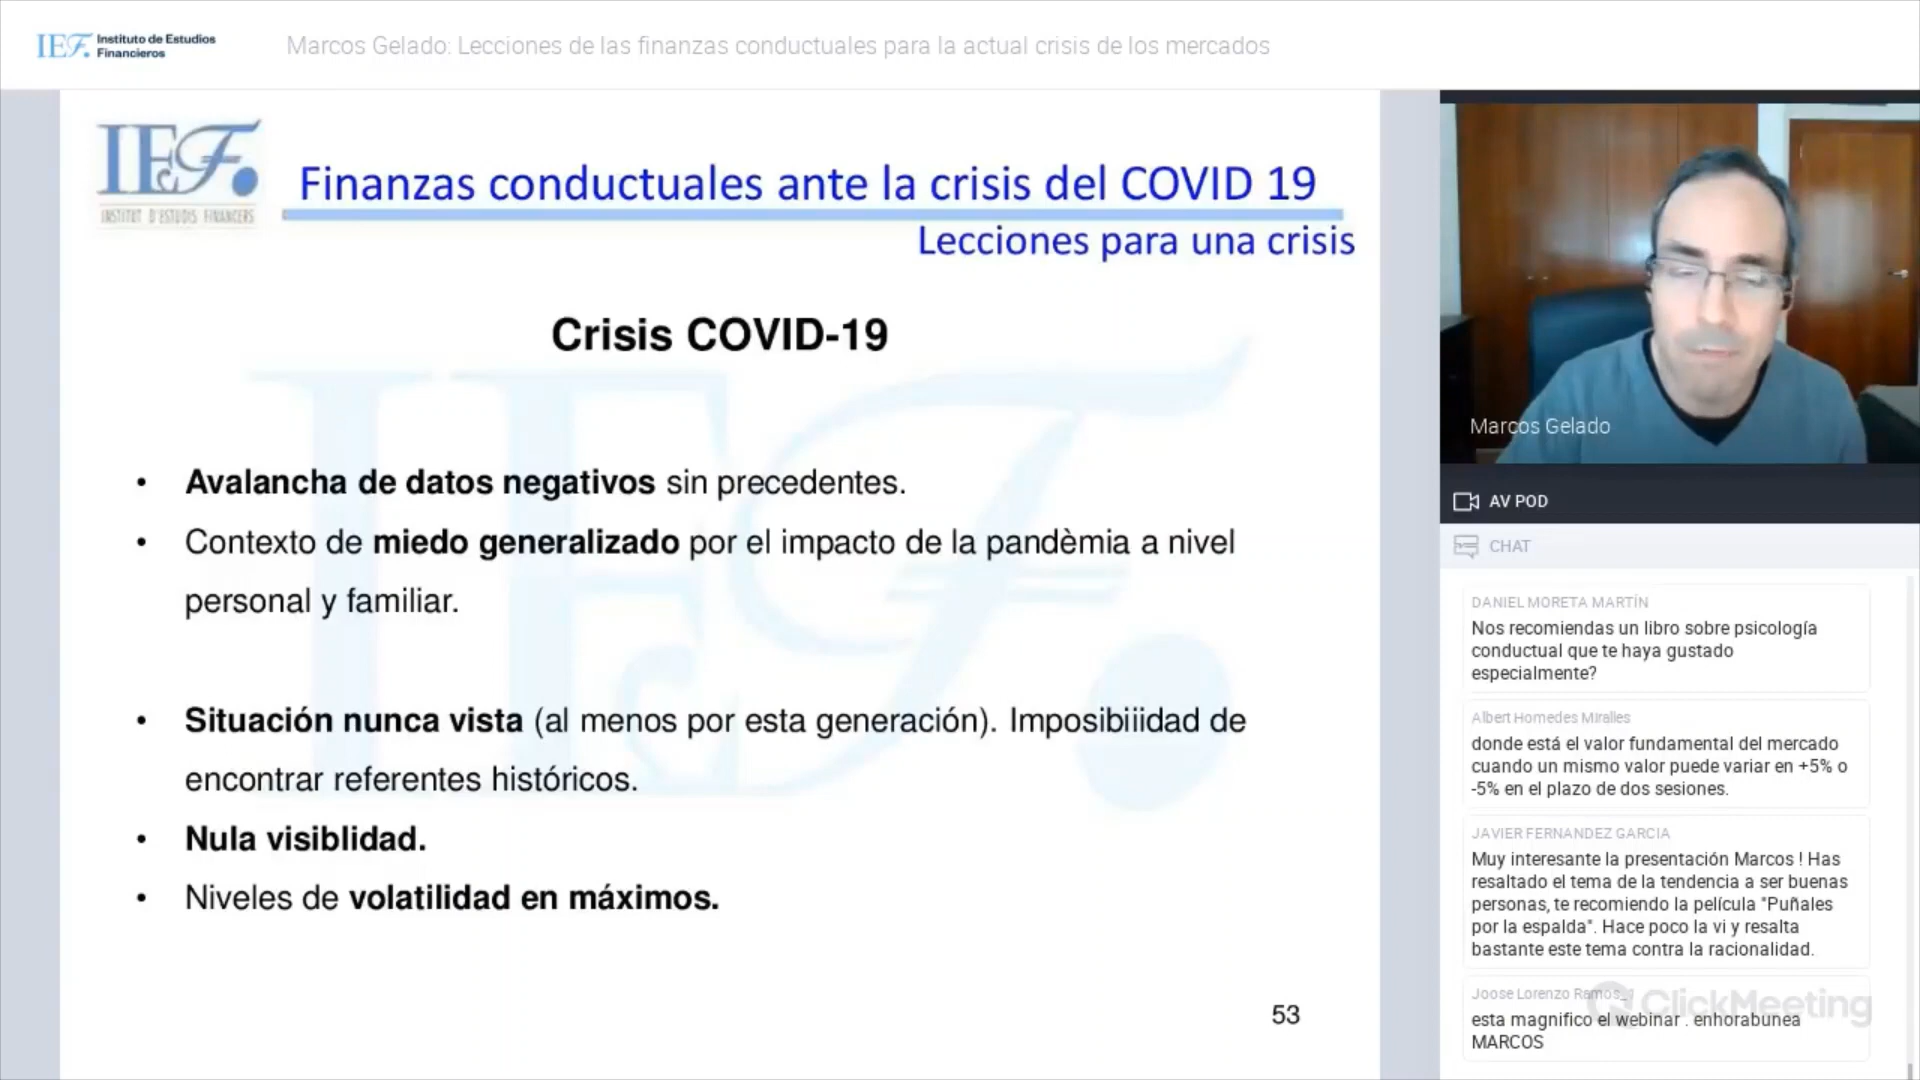 IEF. Instituto de Estudios
Financieros
Marcos Gelado: Lecciones de las finanzas conductuales para la actual crisis de los mercados
IEF.
INSTITUT D'ESTUDIS FINANCERS
Finanzas conductuales ante la crisis del COVID 19
Lecciones para una crisis
Crisis COVID-19
• Avalancha de datos negativos sin precedentes.
• Contexto de miedo generalizado por el impacto de la pandèmia a nivel
personal y familiar.
• Situación nunca vista (al menos por esta generación). Imposibiiidad de
encontrar referentes históricos.
• Nula visiblidad.
• Niveles de volatilidad en máximos.
53
Marcos Gelado
AV POD
CHAT
DANIEL MORETA MARTÍN
Nos recomiendas un libro sobre psicología
conductual que te haya gustado
especialmente?
Albert Homedes Miralles
donde está el valor fundamental del mercado
cuando un mismo valor puede variar en +5% o
-5% en el plazo de dos sesiones.
JAVIER FERNANDEZ GARCIA
Muy interesante la presentación Marcos ! Has
resaltado el tema de la tendencia a ser buenas
personas, te recomiendo la película "Puñales
por la espalda". Hace poco la vi y resalta
bastante este tema contra la racionalidad.
Joose Lorenzo Ramos_1
esta magnifico el webinar . enhorabunea
MARCOS
ClickMeeting